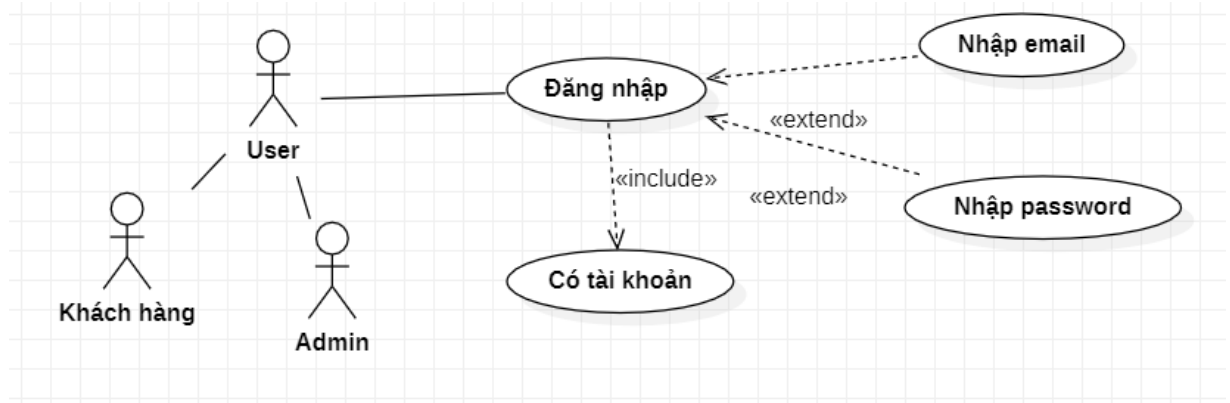 Nhập email
Đăng nhập
«extend»
User
«include»
«extend»
Nhập password
Có tài khoản
Khách hàng
Admin